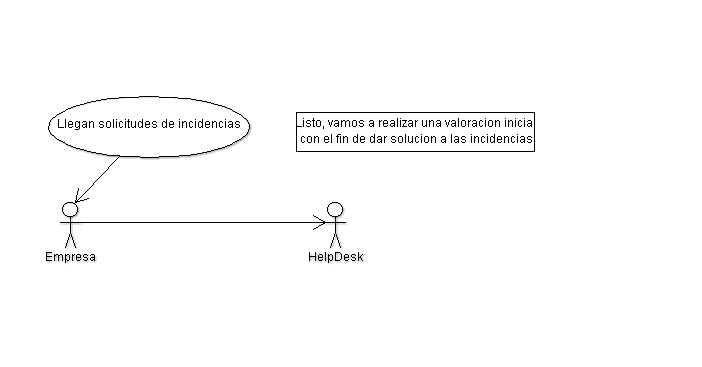 Llegan solicitudes de incidencias
Listo, vamos a realizar una valoracion inicia
con el fin de dar solucion a las incidencias
Empresa
HelpDesk